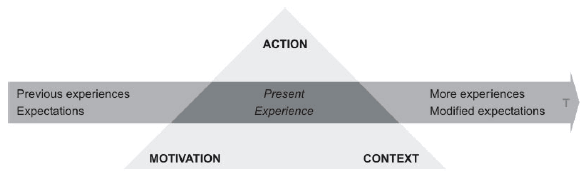 ACTION
Previous experiences
Expectations
Present
Experience
More experiences
Modified expectations
T
MOTIVATION
CONTEXT